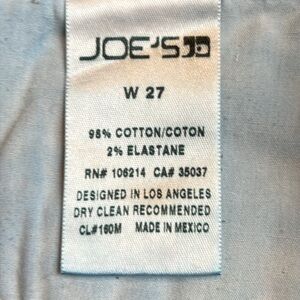 JOE'S
W 27
98% COTTON/COTON
2% ELASTANE
RN# 106214 CA# 35037
DESIGNED IN LOS ANGELES
DRY CLEAN RECOMMENDED
CL#160M MADE IN MEXICO